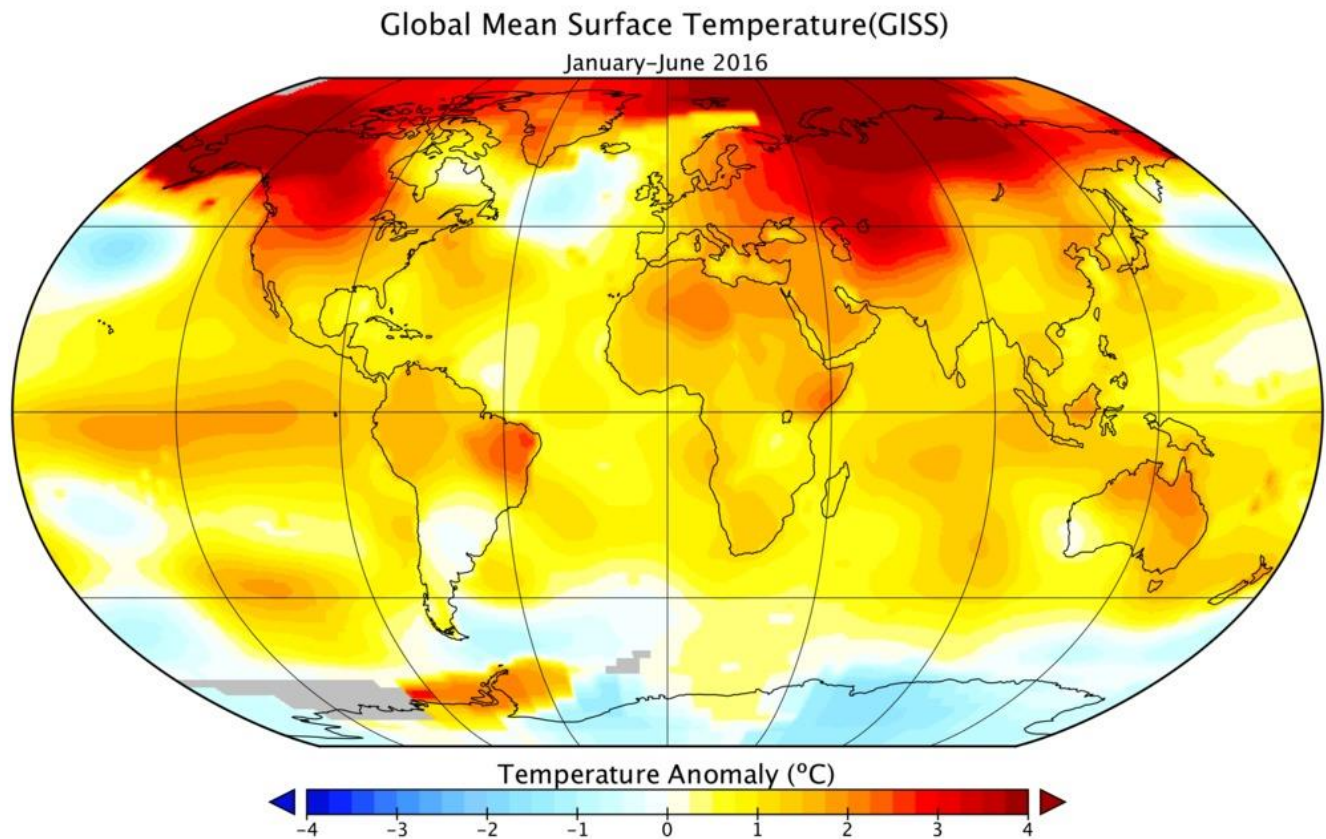 Global Mean Surface Temperature(GISS)
January-June 2016
Temperature Anomaly (ºC)
-4 -3 -2 -1 0 1 2 3 4